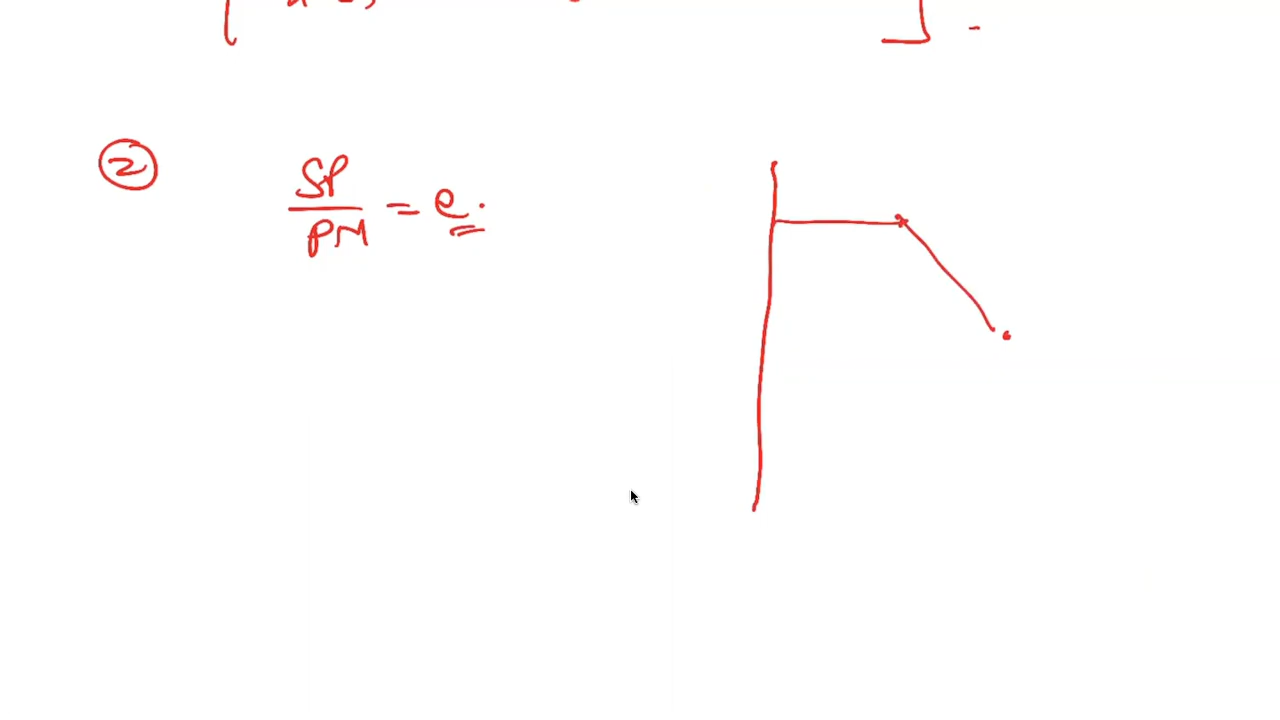 ②
SP
PM = e.